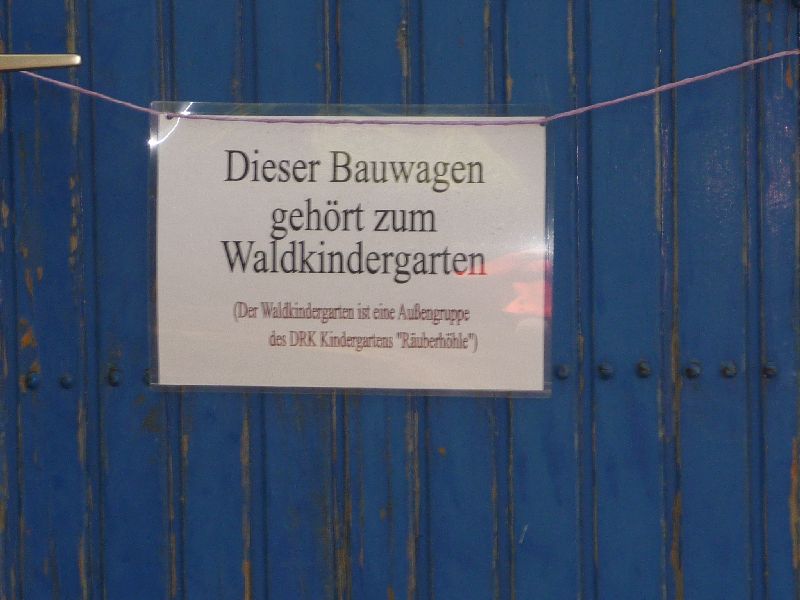 Dieser Bauwagen
gehört zum
Waldkindergarten
(Der Waldkindergarten ist eine Außengruppe
des DRK Kindergartens "Räuberhöhle")